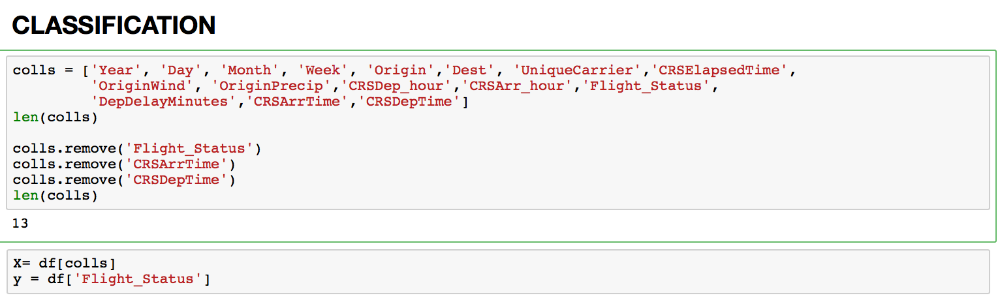 CLASSIFICATION
colls = ['Year', 'Day', 'Month', 'Week', 'Origin','Dest', 'UniqueCarrier','CRSElapsedTime',
'OriginWind', 'OriginPrecip','CRSDep_hour','CRSArr_hour','Flight_Status',
'DepDelayMinutes','CRSArrTime','CRSDepTime']
len(colls)
colls.remove('Flight_Status')
colls.remove('CRSArrTime')
colls.remove('CRSDepTime')
len(colls)
13
X= df[colls]
y = df['Flight_Status']